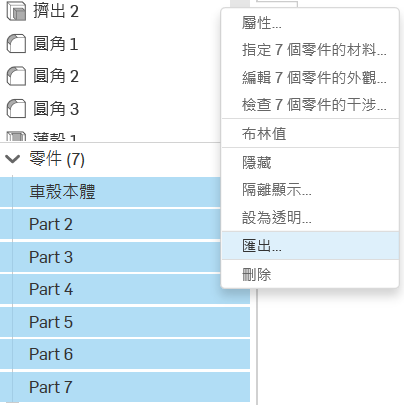 擠出 2
圓角 1
圓角 2
圓角 3
薄殼 1
零件 (7)
車殼本體
Part 2
Part 3
Part 4
Part 5
Part 6
Part 7
屬性...
指定 7 個零件的材料...
編輯 7 個零件的外觀...
檢查 7 個零件的干涉...
布林值
隱藏
隔離顯示...
設為透明...
匯出...
刪除